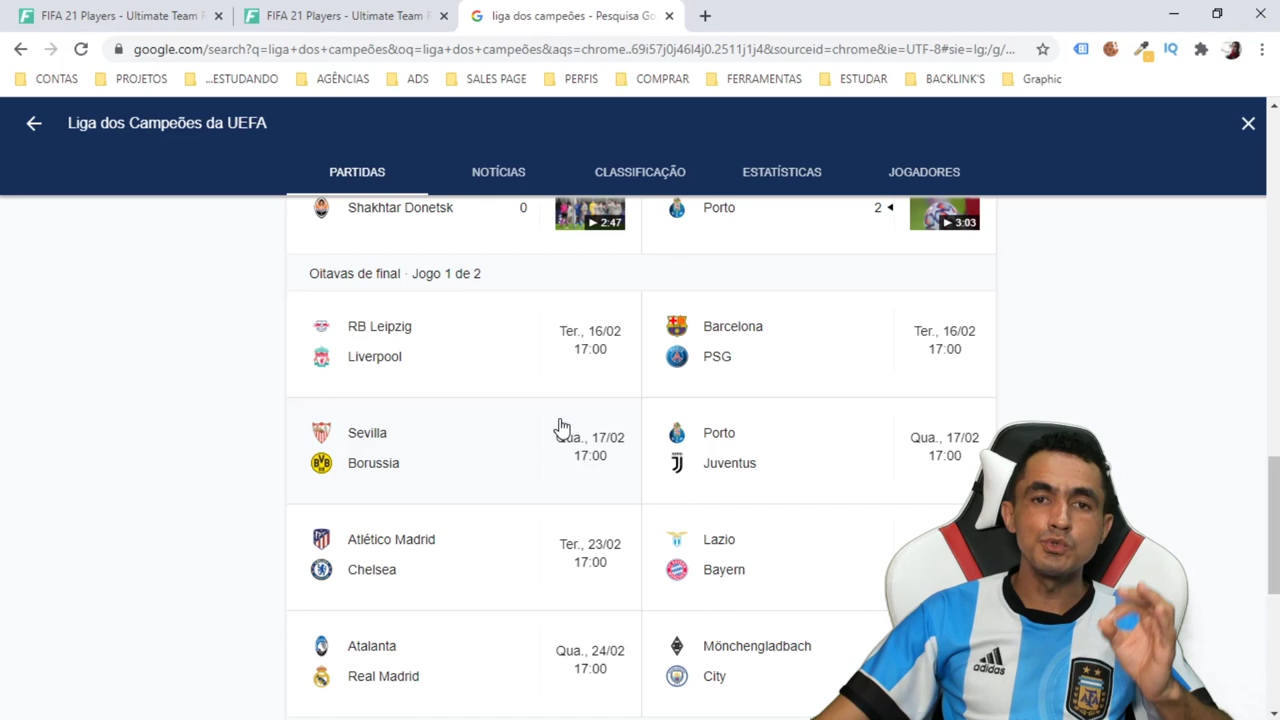 FIFA 21 Players - Ultimate Team R
FIFA 21 Players - Ultimate Team F
liga dos campeões - Pesquisa Go
google.com/search?q=liga+dos+campeões&oq=liga+dos+campeões&aqs=chrome..69i57j0j46l4j0.2511j1j4&sourceid=chrome&ie=UTF-8#sie=lg;/g/...
CONTAS
PROJETOS
...ESTUDANDO
AGÊNCIAS
ADS
SALES PAGE
PERFIS
COMPRAR
FERRAMENTAS
ESTUDAR
BACKLINK'S
Graphic
Liga dos Campeões da UEFA
PARTIDAS
NOTÍCIAS
CLASSIFICAÇÃO
ESTATÍSTICAS
JOGADORES
Shakhtar Donetsk 0
2:47
Porto 2
3:03
Oitavas de final · Jogo 1 de 2
RB Leipzig
Liverpool
Ter., 16/02
17:00
Barcelona
PSG
Ter., 16/02
17:00
Sevilla
Borussia
Qua., 17/02
17:00
Porto
Juventus
Qua., 17/02
17:00
Atlético Madrid
Chelsea
Ter., 23/02
17:00
Lazio
Bayern
Atalanta
Real Madrid
Qua., 24/02
17:00
Mönchengladbach
City
adidas
AFA